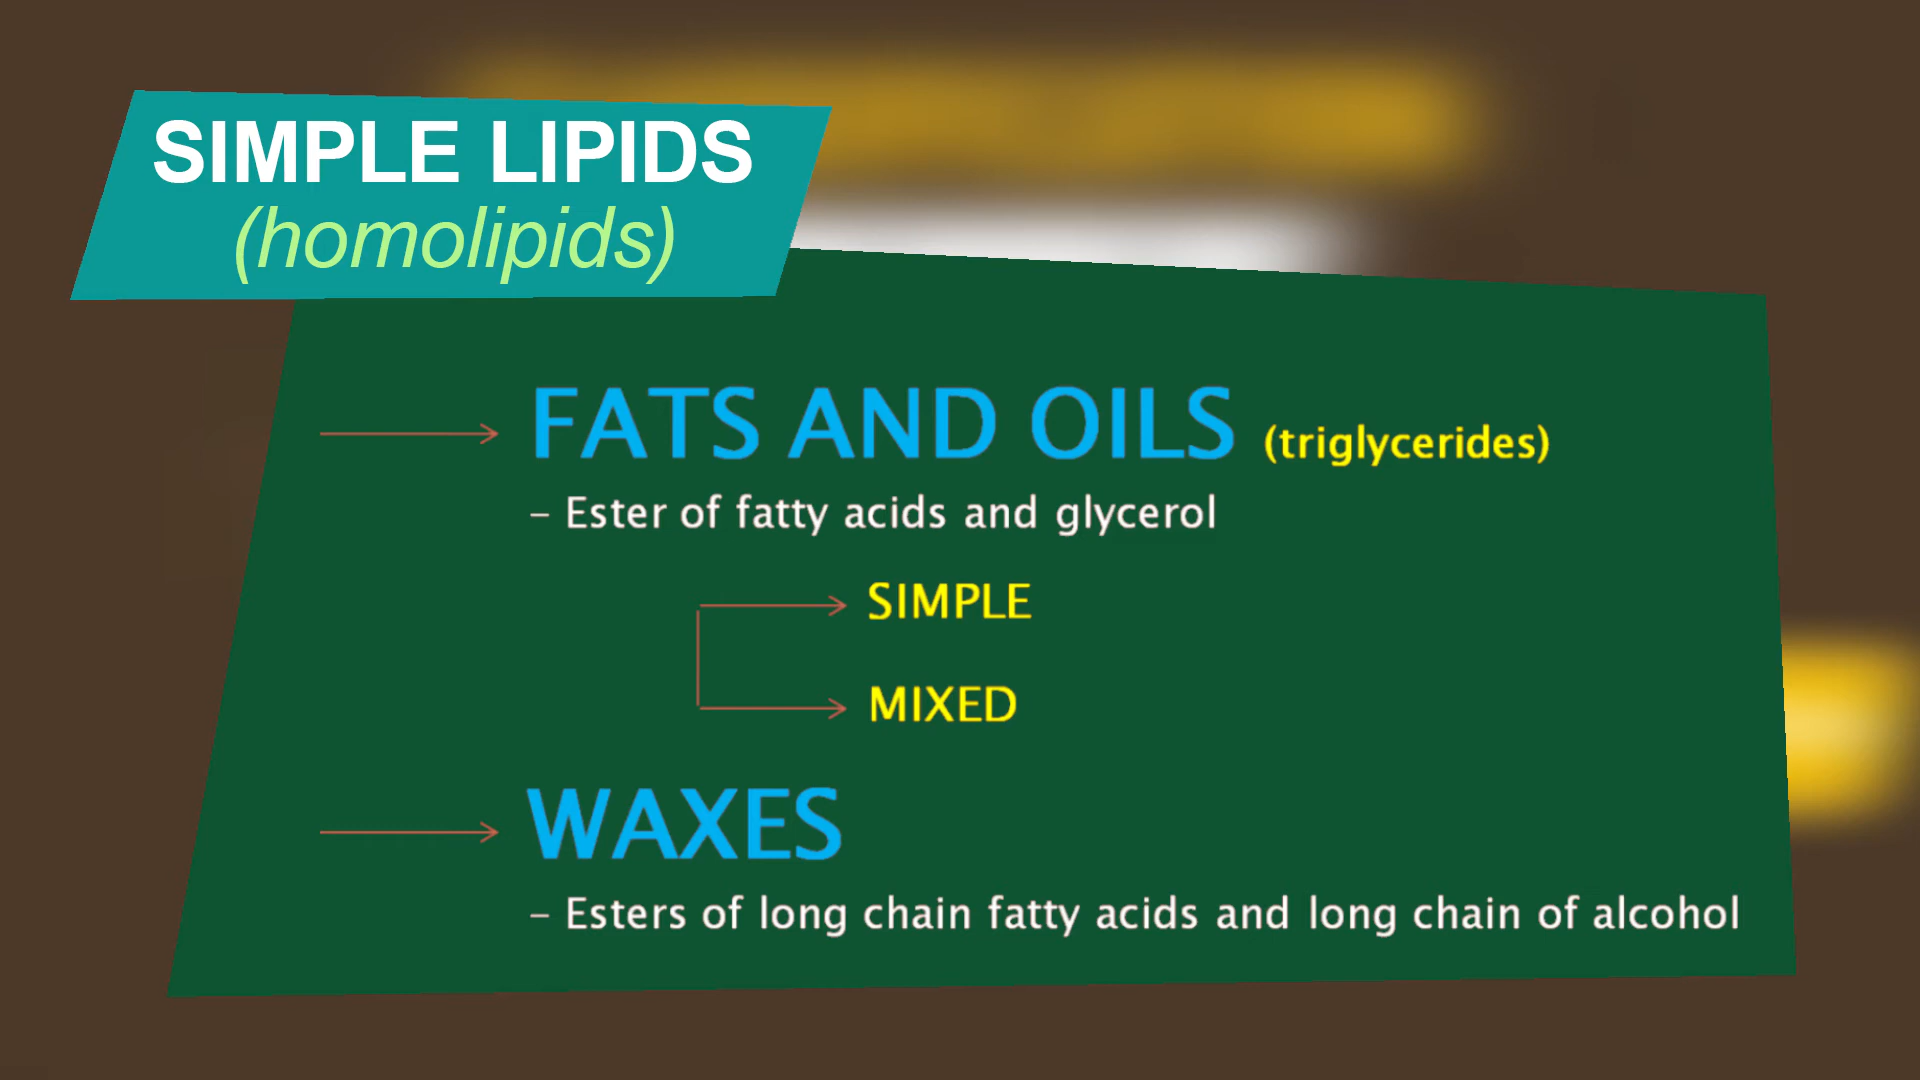 SIMPLE LIPIDS
(homolipids)
FATS AND OILS (triglycerides)
– Ester of fatty acids and glycerol
SIMPLE
MIXED
WAXES
– Esters of long chain fatty acids and long chain of alcohol